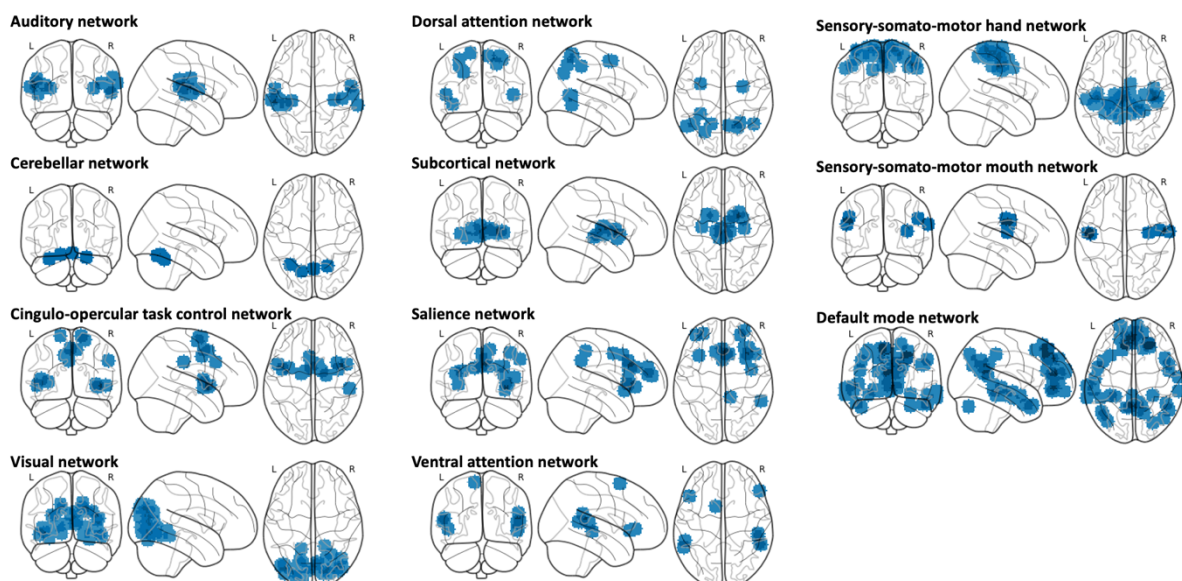 Auditory network
L R
L R
Cerebellar network
L R
L R
Cingulo-opercular task control network
L R
L R
Visual network
L R
L R
Dorsal attention network
L R
L R
Subcortical network
L R
L R
Salience network
L R
L R
Ventral attention network
L R
L R
Sensory-somato-motor hand network
L R
L R
Sensory-somato-motor mouth network
L R
L R
Default mode network
L R
L R